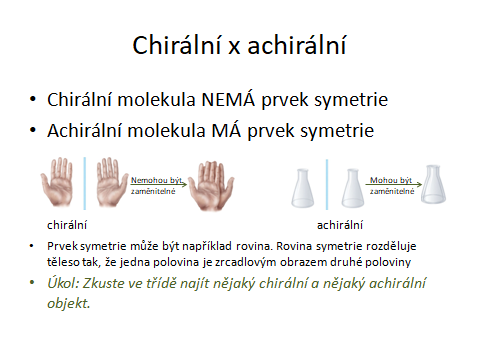 Chirální x achirální
• Chirální molekula NEMÁ prvek symetrie
• Achirální molekula MÁ prvek symetrie
Nemohou být
zaměnitelné
Mohou být
zaměnitelné
chirální
achirální
• Prvek symetrie může být například rovina. Rovina symetrie rozděluje
těleso tak, že jedna polovina je zrcadlovým obrazem druhé poloviny
• Úkol: Zkuste ve třídě najít nějaký chirální a nějaký achirální
objekt.